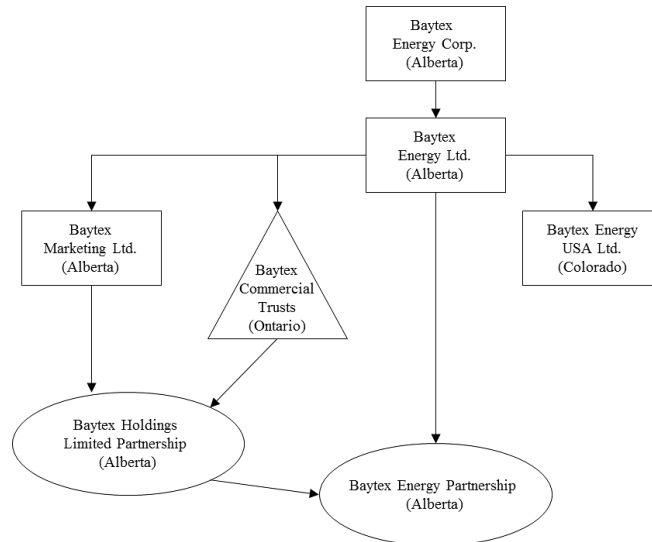 Baytex
Energy Corp.
(Alberta)
Baytex
Energy Ltd.
(Alberta)
Baytex
Marketing Ltd.
(Alberta)
Baytex
Commercial
Trusts
(Ontario)
Baytex Energy
USA Ltd.
(Colorado)
Baytex Holdings
Limited Partnership
(Alberta)
Baytex Energy Partnership
(Alberta)